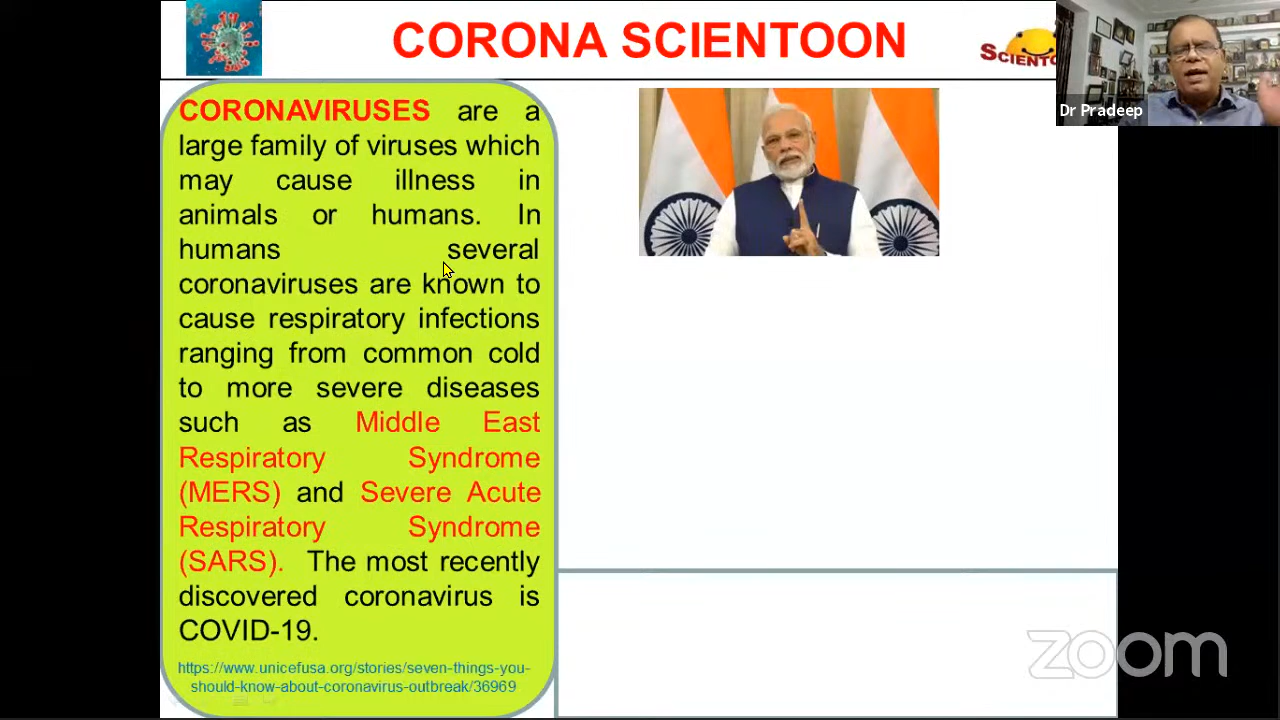 CORONA SCIENTOON
Dr Pradeep
CORONAVIRUSES are a
large family of viruses which
may cause illness in
animals or humans. In
humans several
coronaviruses are known to
cause respiratory infections
ranging from common cold
to more severe diseases
such as Middle East
Respiratory Syndrome
(MERS) and Severe Acute
Respiratory Syndrome
(SARS). The most recently
discovered coronavirus is
COVID-19.
https://www.unicefusa.org/stories/seven-things-you-
should-know-about-coronavirus-outbreak/36969
zoom